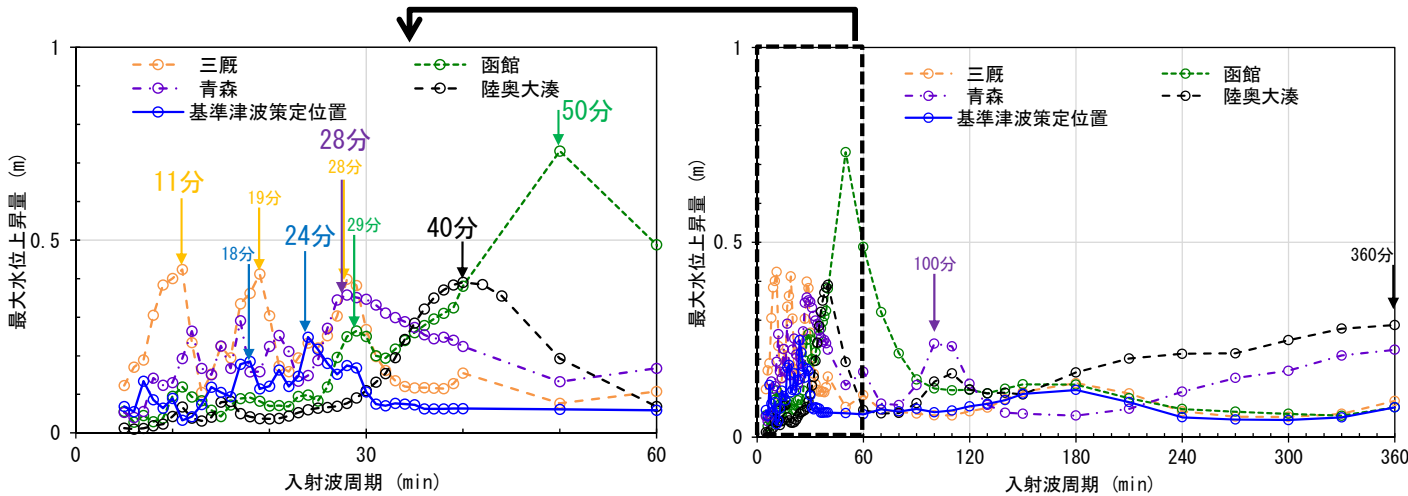 三厩
函館
青森
陸奥大湊
基準津波策定位置
50分
28分
28分
11分
19分
29分
40分
24分
18分
1
0.5
0
最大水位上昇量 (m)
0
30
60
入射波周期 (min)
三厩
函館
青森
陸奥大湊
基準津波策定位置
100分
360分
1
0.5
0
最大水位上昇量 (m)
0
60
120
180
240
300
360
入射波周期 (min)